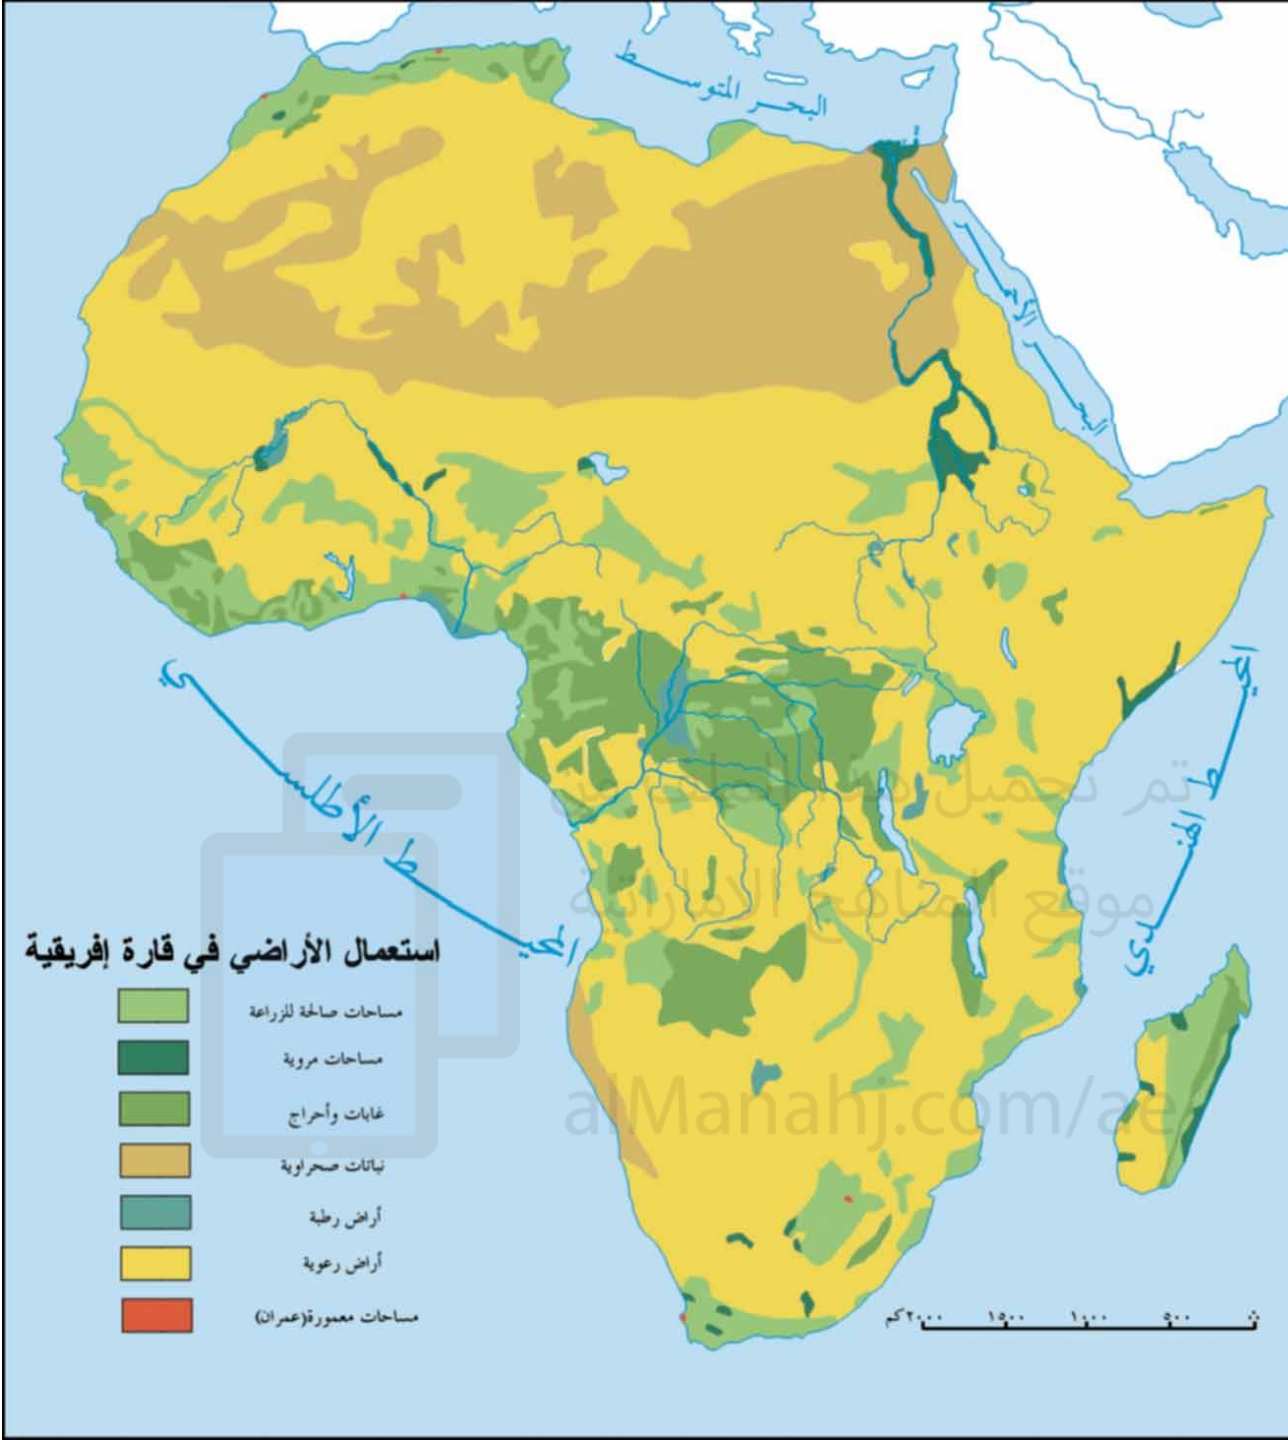 البحر المتوسط
البحر الأحمر
المحيط الأطلسي
المحيط الهندي
تم تحميل هذا الملف من
موقع المناهج الإماراتية
alManahj.com/ae
استعمال الأراضي في قارة إفريقية
مساحات صالحة للزراعة
مساحات مروية
غابات وأحراج
نباتات صحراوية
أراض رطبة
أراض رعوية
مساحات معمورة(عمران)
٢٠٠٠كم ١٥٠٠ ١٠٠٠ ٥٠٠ ٠